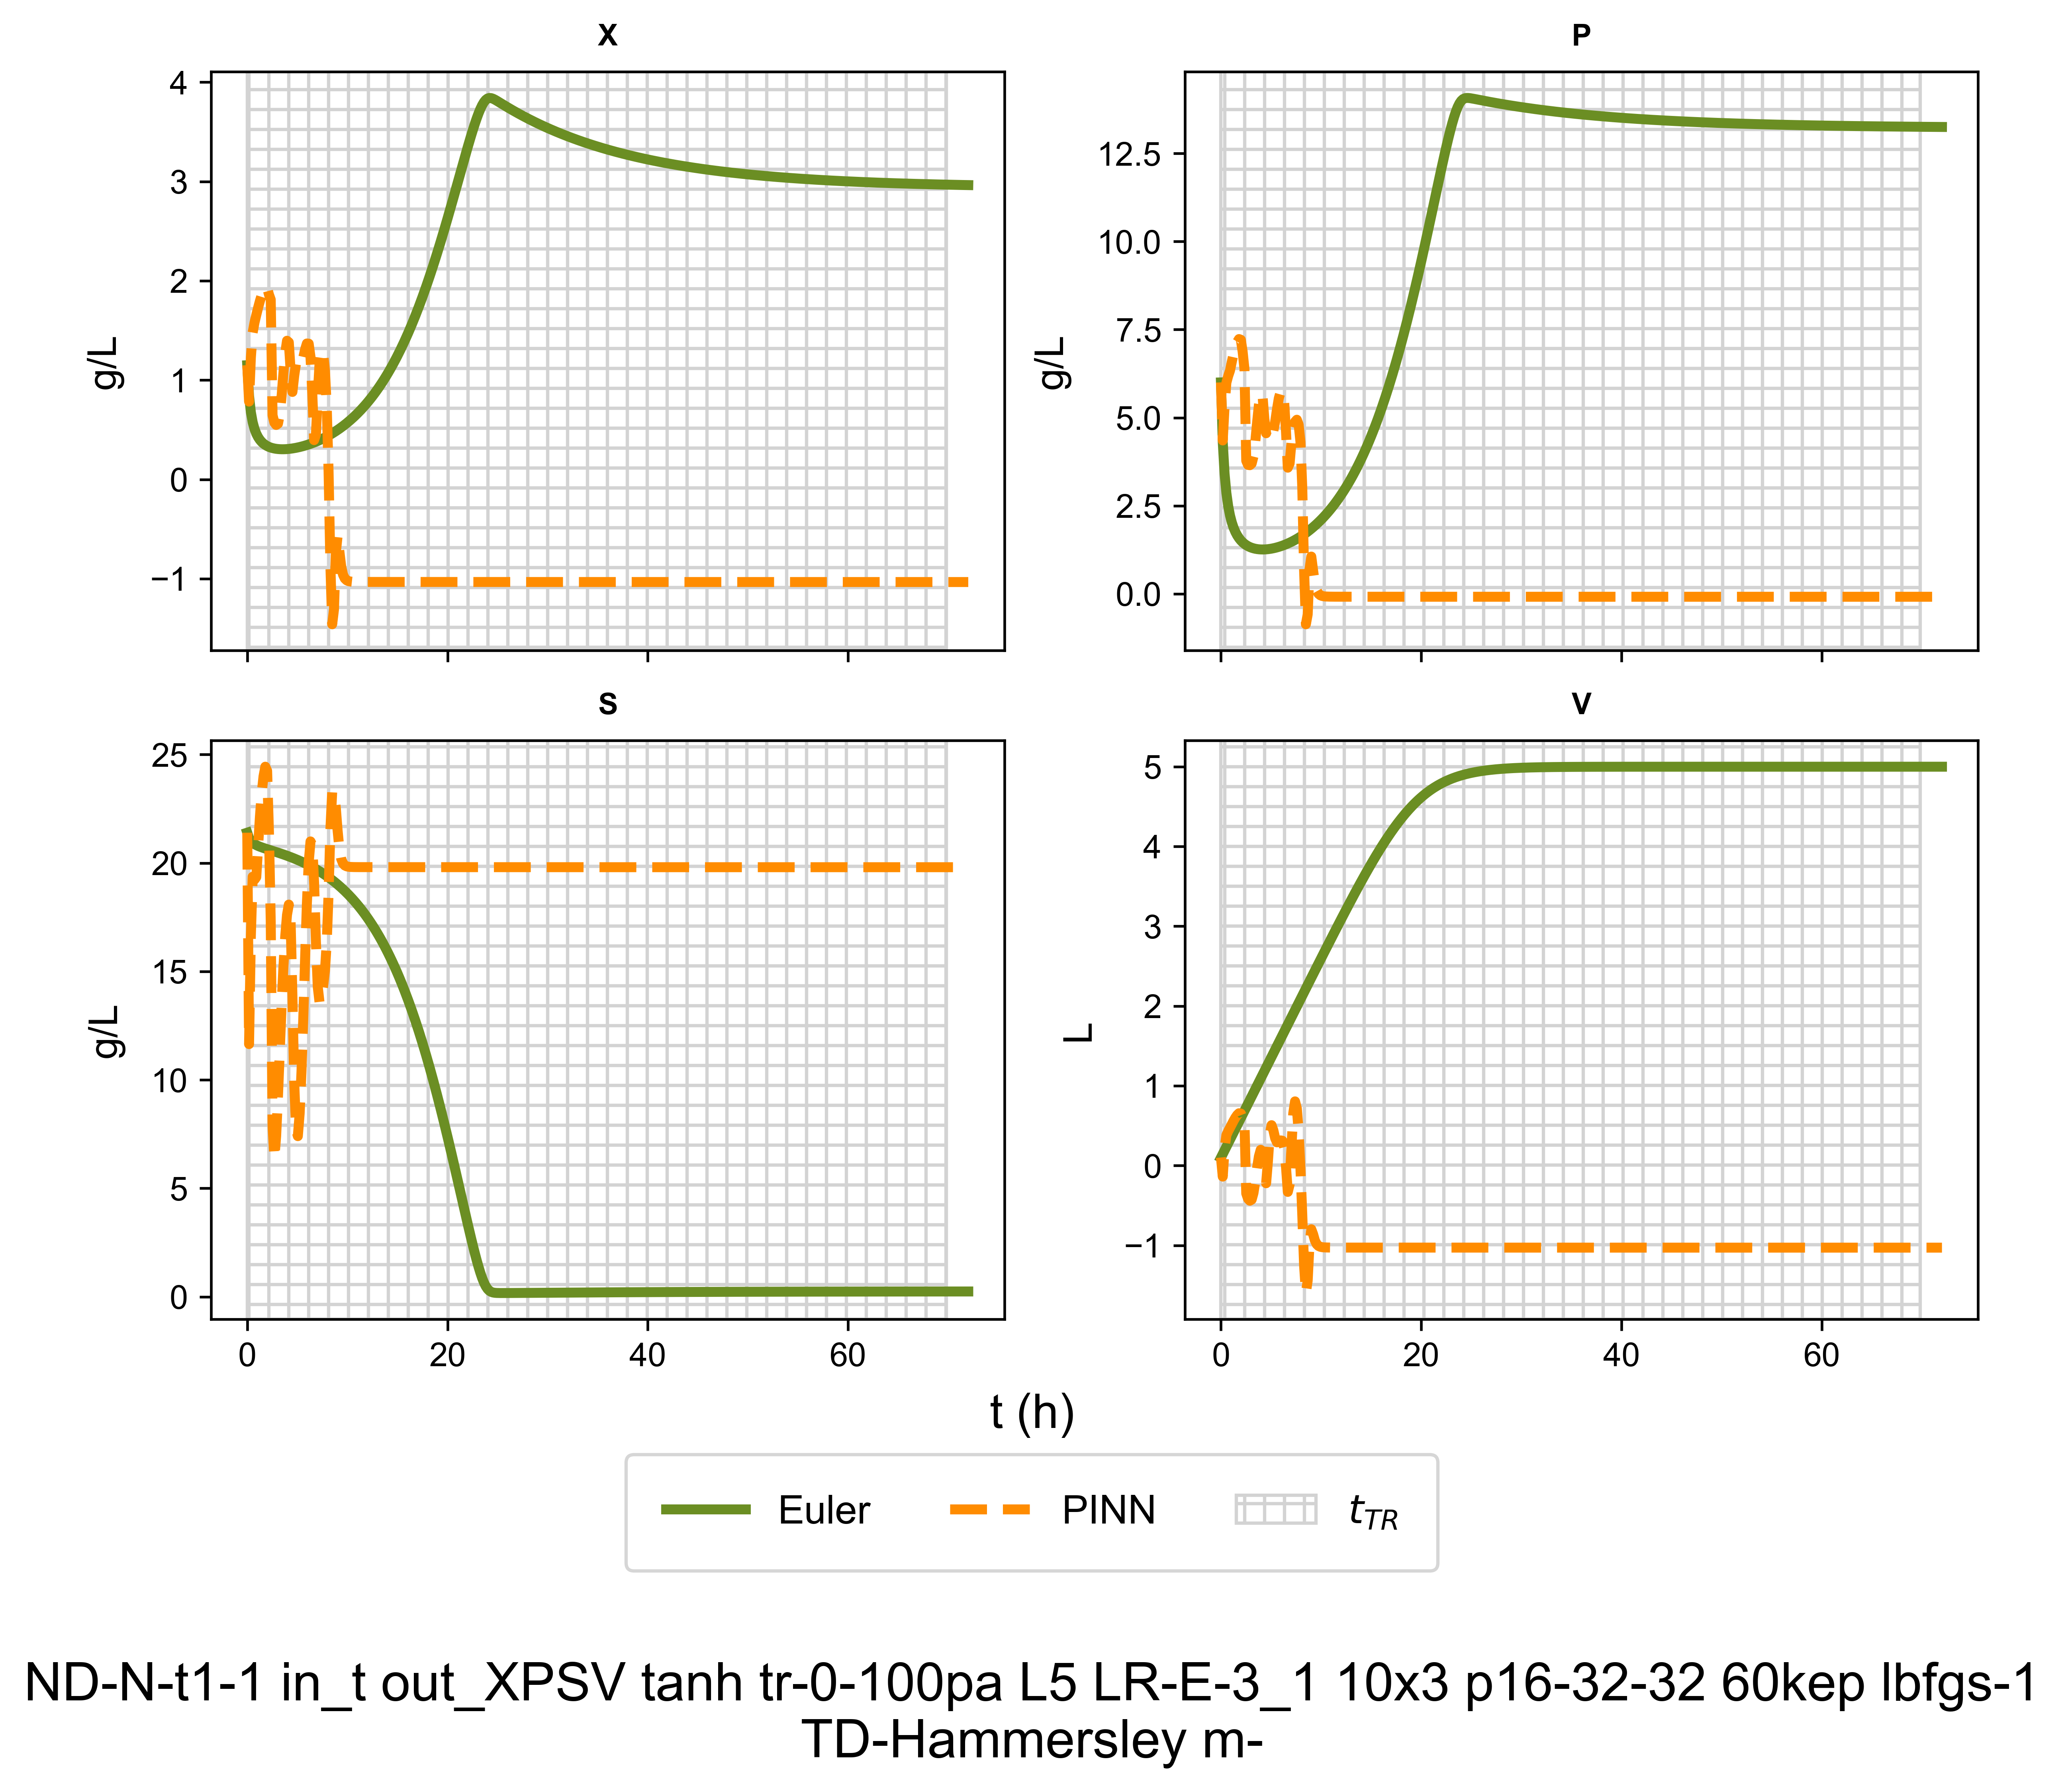 X
P
4
3
2
1
0
−1
g/L
12.5
10.0
7.5
5.0
2.5
0.0
g/L
S
V
25
20
15
10
5
0
g/L
5
4
3
2
1
0
−1
L
0 20 40 60
0 20 40 60
t (h)
Euler PINN t_TR
ND-N-t1-1 in_t out_XPSV tanh tr-0-100pa L5 LR-E-3_1 10x3 p16-32-32 60kep lbfgs-1
TD-Hammersley m-